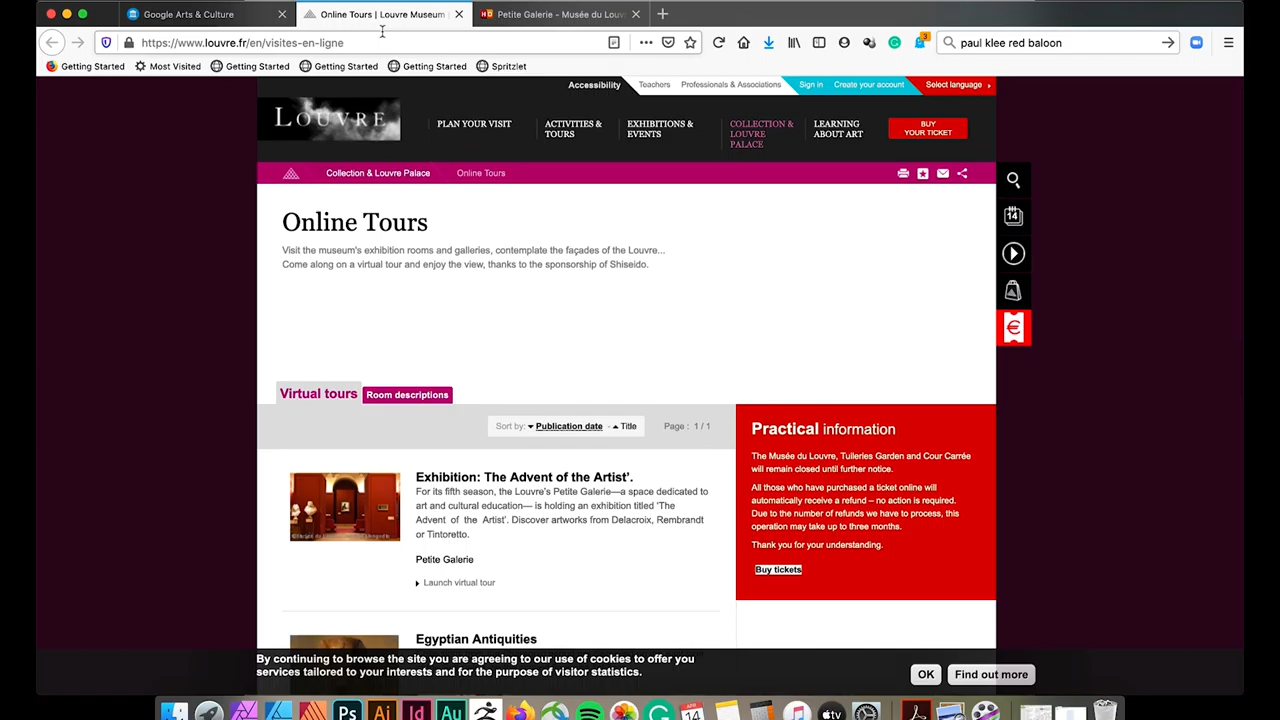 Google Arts & Culture
Online Tours | Louvre Museum
Petite Galerie - Musée du Louv
https://www.louvre.fr/en/visites-en-ligne
3
paul klee red baloon
Getting Started
Most Visited
Getting Started
Getting Started
Getting Started
Spritzlet
Accessibility
Teachers
Professionals & Associations
Sign in
Create your account
Select language
LOUVRE
PLAN YOUR VISIT
ACTIVITIES &
TOURS
EXHIBITIONS &
EVENTS
COLLECTION &
LOUVRE
PALACE
LEARNING
ABOUT ART
BUY
YOUR TICKET
Collection & Louvre Palace
Online Tours
14
€
Online Tours
Visit the museum's exhibition rooms and galleries, contemplate the façades of the Louvre...
Come along on a virtual tour and enjoy the view, thanks to the sponsorship of Shiseido.
Virtual tours
Room descriptions
Sort by: Publication date - Title
Page : 1 / 1
Exhibition: The Advent of the Artist'.
For its fifth season, the Louvre's Petite Galerie—a space dedicated to
art and cultural education—is holding an exhibition titled 'The
Advent of the Artist'. Discover artworks from Delacroix, Rembrandt
or Tintoretto.
Petite Galerie
Launch virtual tour
Egyptian Antiquities
Practical information
The Musée du Louvre, Tuileries Garden and Cour Carrée
will remain closed until further notice.
All those who have purchased a ticket online will
automatically receive a refund – no action is required.
Due to the number of refunds we have to process, this
operation may take up to three months.
Thank you for your understanding.
Buy tickets
By continuing to browse the site you are agreeing to our use of cookies to offer you
services tailored to your interests and for the purpose of visitor statistics.
OK
Find out more
Ps
Ai
Id
Au
APR
14
tv